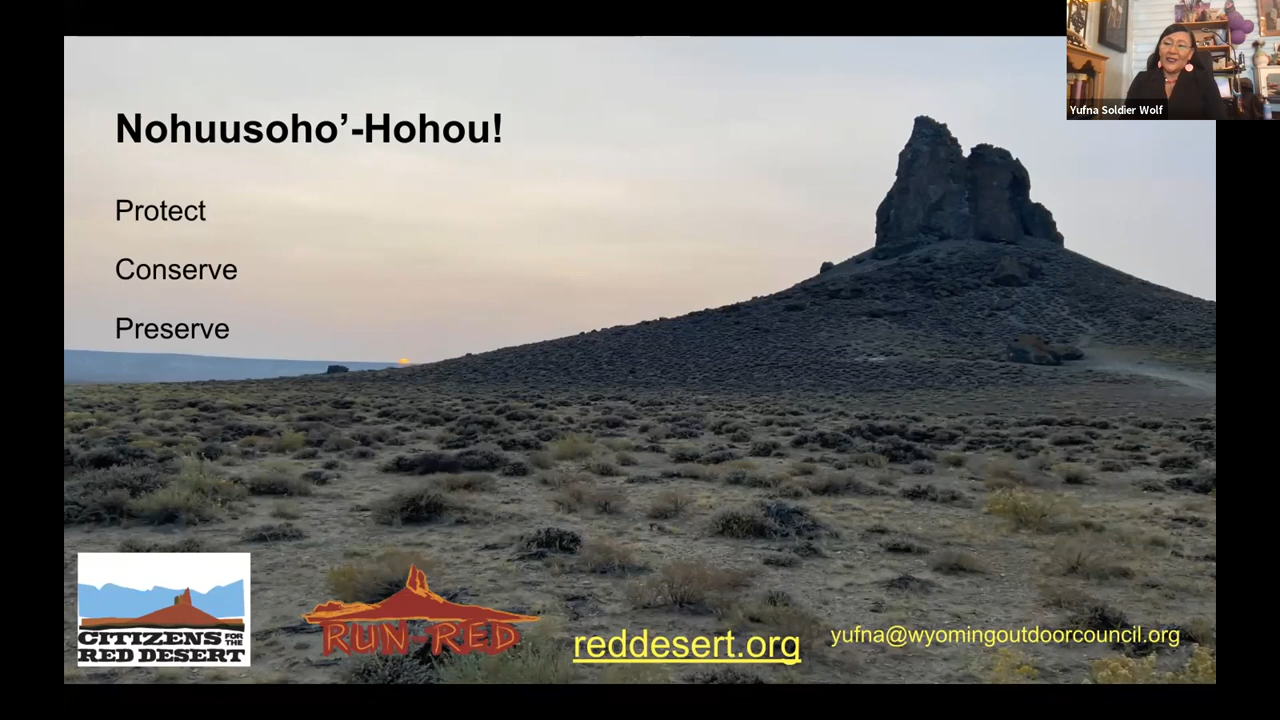 Yufna Soldier Wolf
Nohuusoho’-Hohou!
Protect
Conserve
Preserve
CITIZENS FOR THE
RED DESERT
RUN-RED
reddesert.org
yufna@wyomingoutdoorcouncil.org